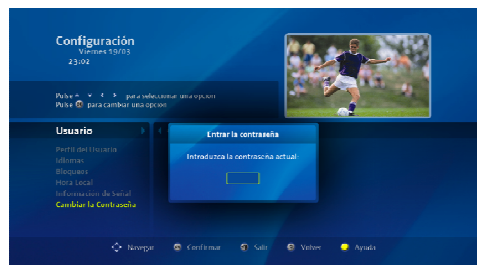 Configuración
Viernes 19/03
23:02
Pulse para seleccionar una opción
Pulse para cambiar una opción
Usuario
Perfil del Usuario
Idiomas
Bloqueos
Hora Local
Información de Señal
Cambiar la Contraseña
Entrar la contraseña
Introduzca la contraseña actual
Navegar Confirmar Salir Volver Ayuda